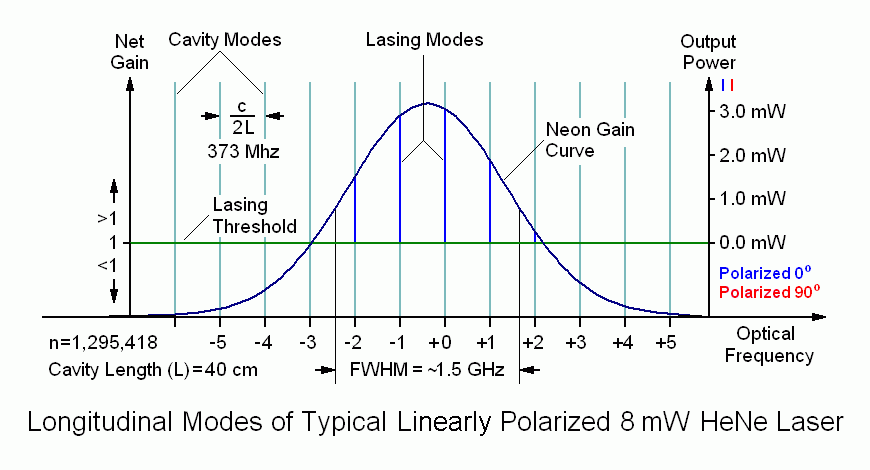 Net
Gain
Cavity Modes
Lasing Modes
Output
Power
c
2L
373 Mhz
Neon Gain
Curve
3.0 mW
2.0 mW
1.0 mW
0.0 mW
Lasing
Threshold
>1
1
<1
Polarized 0°
Polarized 90°
n=1,295,418
-5 -4 -3 -2 -1 +0 +1 +2 +3 +4 +5
Optical
Frequency
Cavity Length (L)=40 cm
FWHM = ~1.5 GHz
Longitudinal Modes of Typical Linearly Polarized 8 mW HeNe Laser